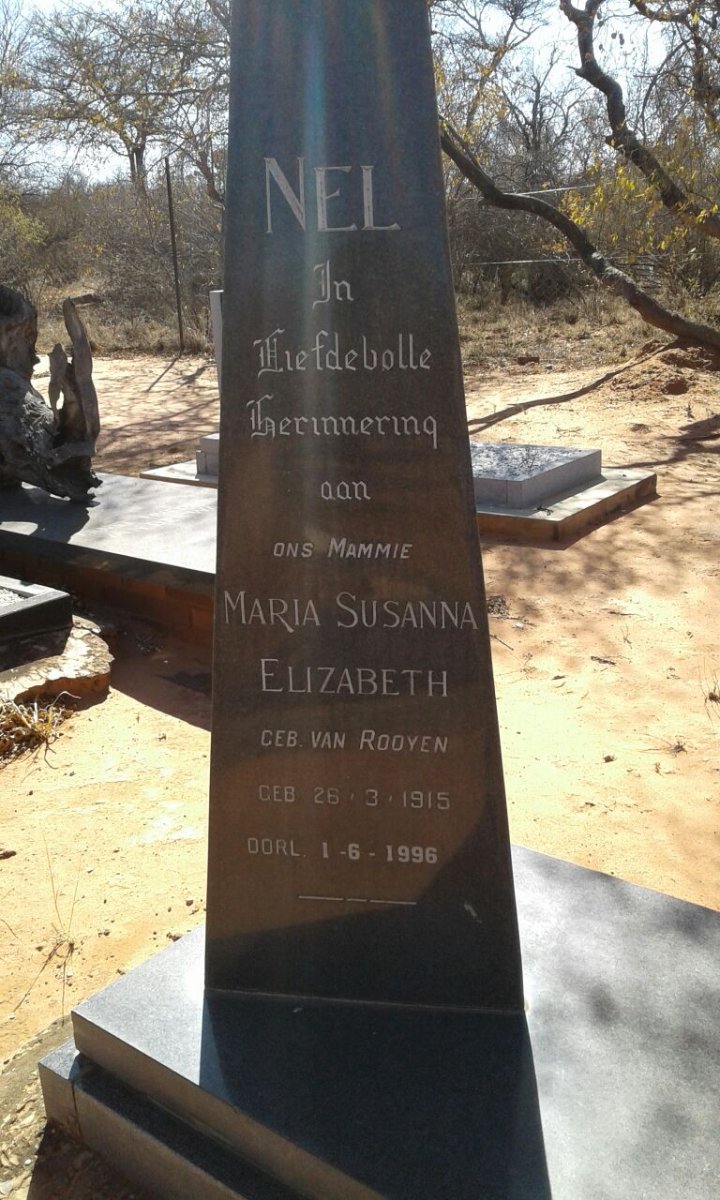 NEL
In
Liefdevolle
Herinnering
aan
ONS MAMMIE
MARIA SUSANNA
ELIZABETH
GEB. VAN ROOYEN
GEB 26 · 3 · 1915
OORL. 1 - 6 - 1996